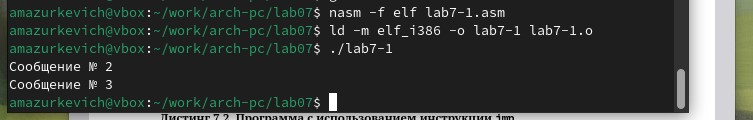 amazurkevich@vbox:~/work/arch-pc/lab07$ nasm -f elf lab7-1.asm
amazurkevich@vbox:~/work/arch-pc/lab07$ ld -m elf_i386 -o lab7-1 lab7-1.o
amazurkevich@vbox:~/work/arch-pc/lab07$ ./lab7-1
Сообщение № 2
Сообщение № 3
amazurkevich@vbox:~/work/arch-pc/lab07$
Листинг 7.2. Программа с использованием инструкции jmp